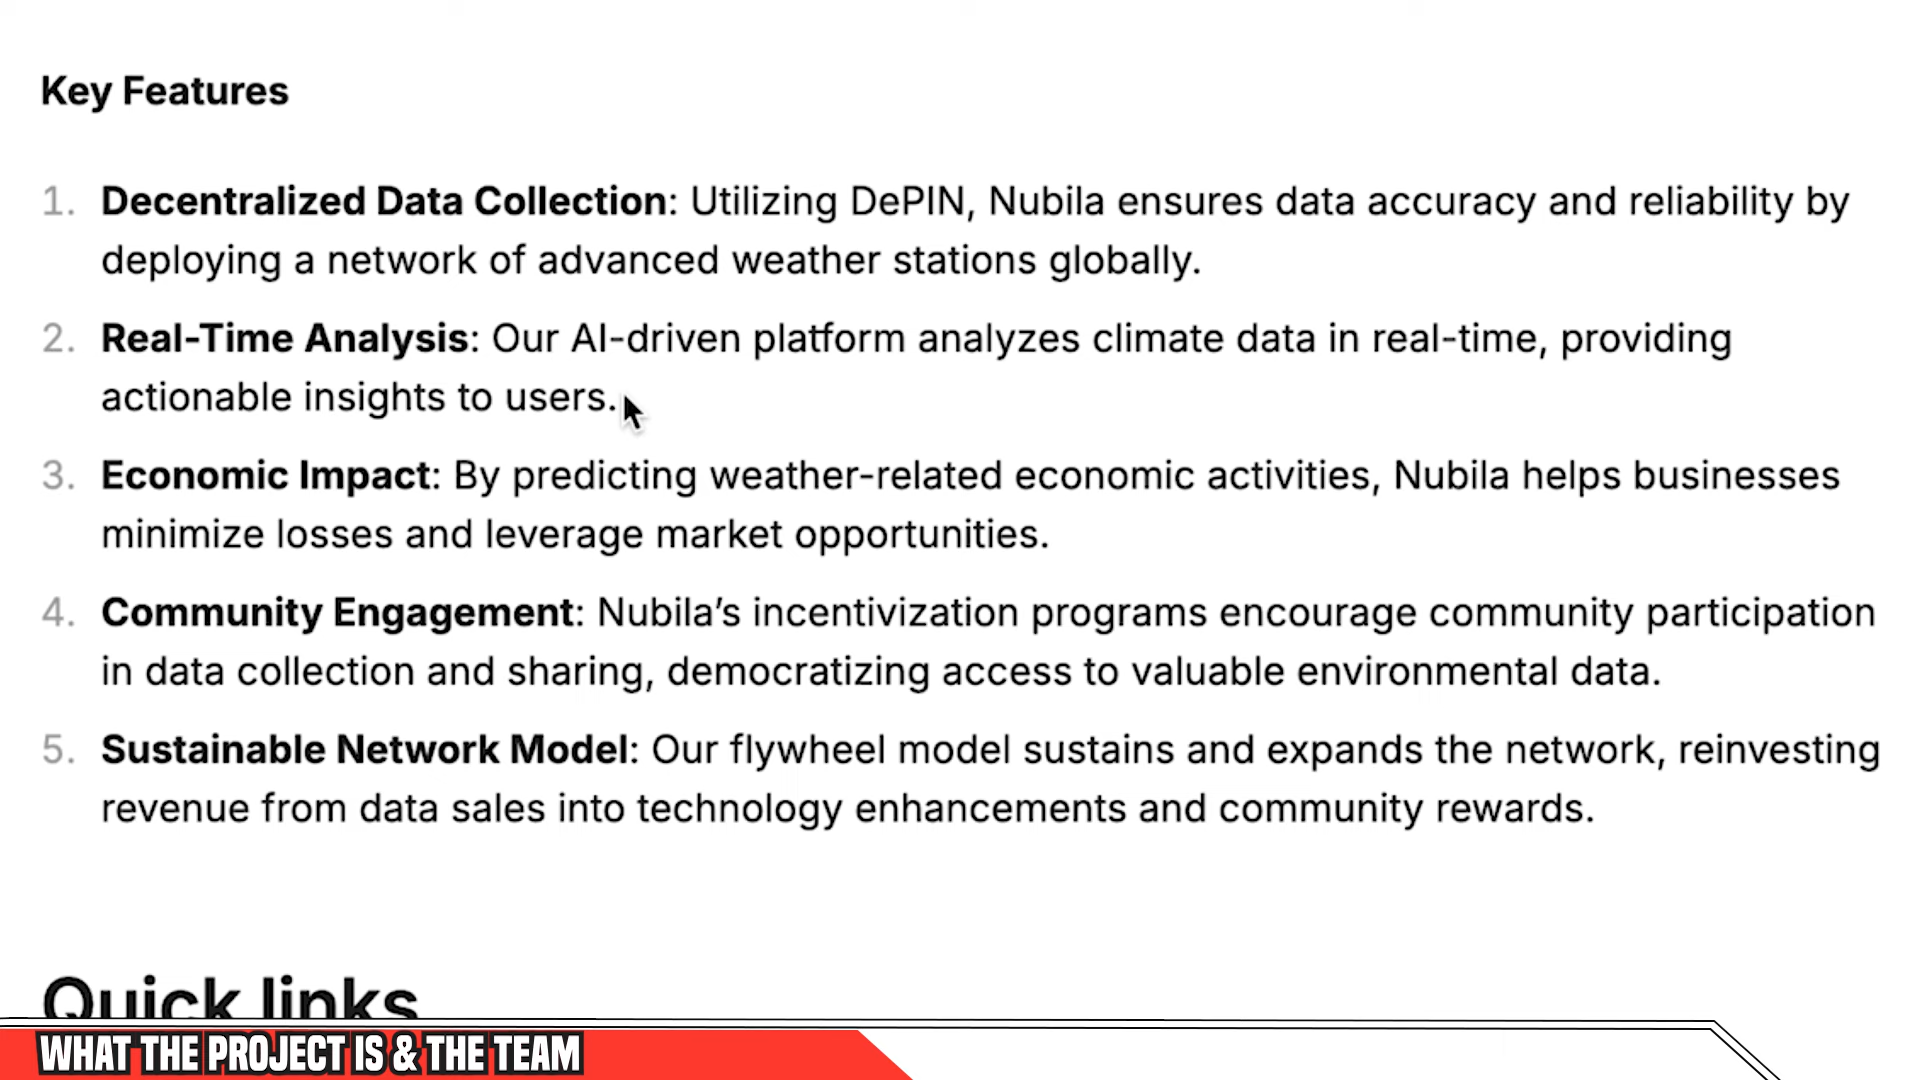 Key Features
1. Decentralized Data Collection: Utilizing DePIN, Nubila ensures data accuracy and reliability by
deploying a network of advanced weather stations globally.
2. Real-Time Analysis: Our AI-driven platform analyzes climate data in real-time, providing
actionable insights to users.
3. Economic Impact: By predicting weather-related economic activities, Nubila helps businesses
minimize losses and leverage market opportunities.
4. Community Engagement: Nubila’s incentivization programs encourage community participation
in data collection and sharing, democratizing access to valuable environmental data.
5. Sustainable Network Model: Our flywheel model sustains and expands the network, reinvesting
revenue from data sales into technology enhancements and community rewards.
Quick links
WHAT THE PROJECT IS & THE TEAM